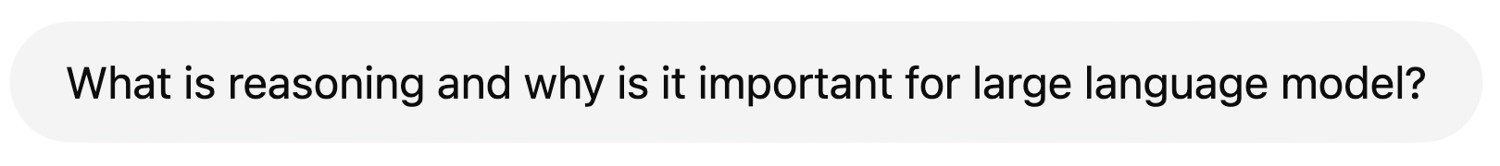 What is reasoning and why is it important for large language model?